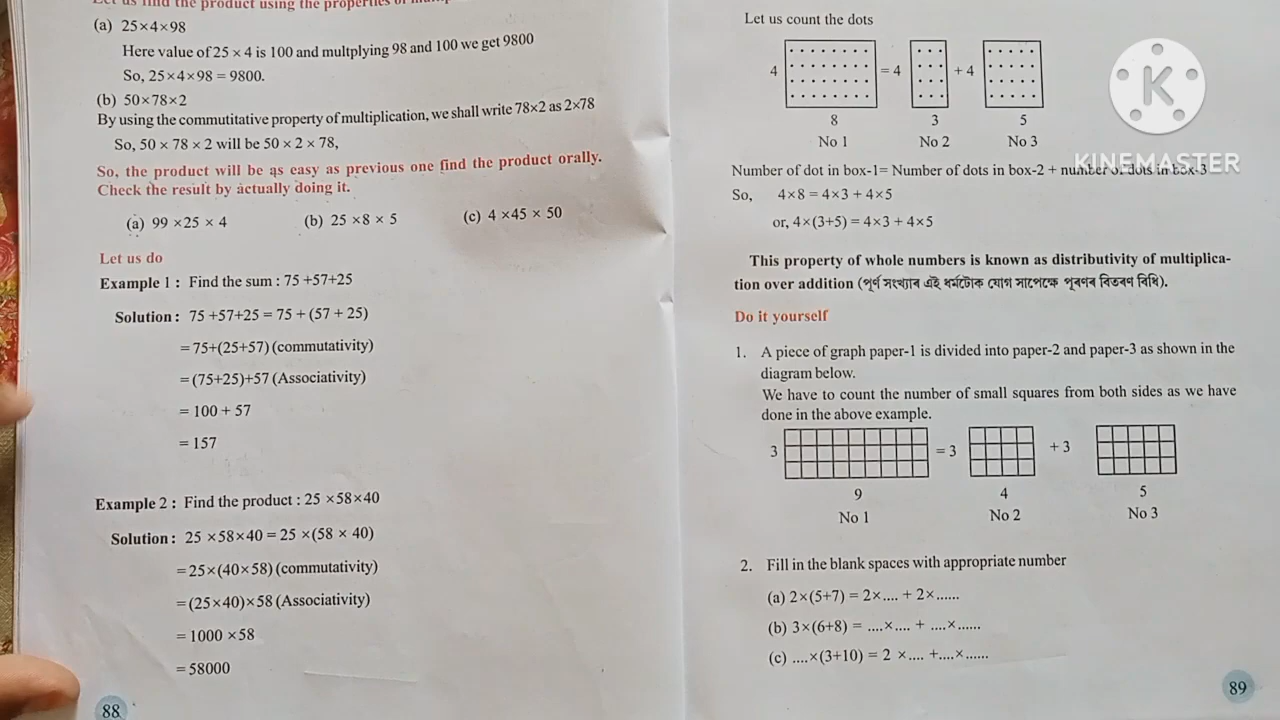 Let us find the product using the properties of
(a) 25×4×98
Here value of 25 × 4 is 100 and multplying 98 and 100 we get 9800
So, 25×4×98 = 9800.
(b) 50×78×2
By using the commutitative property of multiplication, we shall write 78×2 as 2×78
So, 50 × 78 × 2 will be 50 × 2 × 78,
So, the product will be as easy as previous one find the product orally.
Check the result by actually doing it.
(a) 99 ×25 × 4 (b) 25 ×8 × 5 (c) 4 ×45 × 50
Let us do
Example 1 : Find the sum : 75 +57+25
Solution : 75 +57+25 = 75 + (57 + 25)
= 75+(25+57) (commutativity)
= (75+25)+57 (Associativity)
= 100 + 57
= 157
Example 2 : Find the product : 25 ×58×40
Solution : 25 ×58×40 = 25 ×(58 × 40)
= 25×(40×58) (commutativity)
= (25×40)×58 (Associativity)
= 1000 ×58
= 58000
88
Let us count the dots
4 = 4 + 4
8 3 5
No 1 No 2 No 3
Number of dot in box-1= Number of dots in box-2 + number of dots in box-3
So, 4×8 = 4×3 + 4×5
or, 4×(3+5) = 4×3 + 4×5
This property of whole numbers is known as distributivity of multiplica-
tion over addition (পূৰ্ণ সংখ্যাৰ এই ধৰ্মটোক যোগ সাপেক্ষে পূৰণৰ বিতৰণ বিধি).
Do it yourself
1. A piece of graph paper-1 is divided into paper-2 and paper-3 as shown in the
diagram below.
We have to count the number of small squares from both sides as we have
done in the above example.
3 = 3 + 3
9 4 5
No 1 No 2 No 3
2. Fill in the blank spaces with appropriate number
(a) 2×(5+7) = 2×.... + 2×......
(b) 3×(6+8) = ....×.... + ....×......
(c) ....×(3+10) = 2 ×.... +....×......
89
K
KINEMASTER